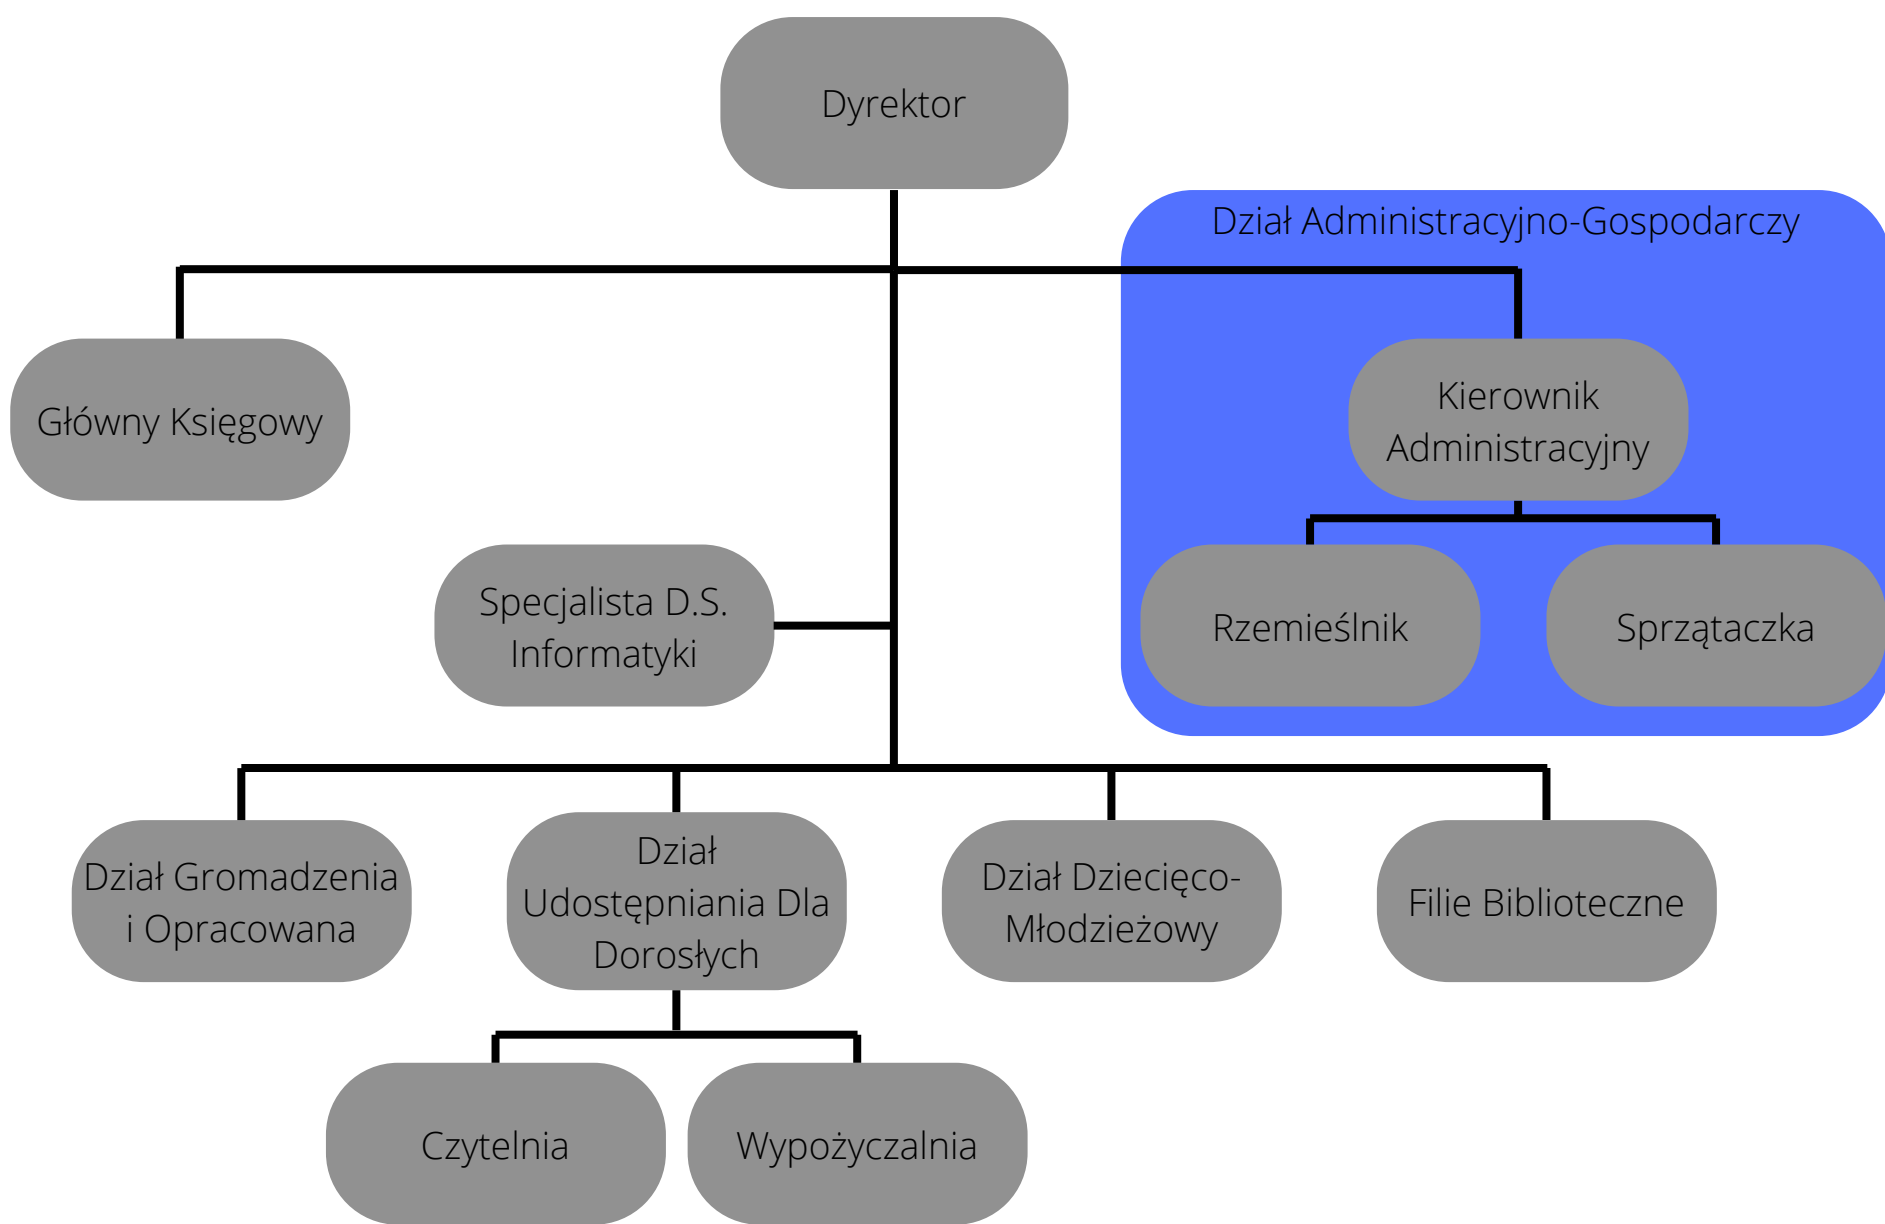 Dyrektor
Dział Administracyjno-Gospodarczy
Główny Księgowy
Kierownik
Administracyjny
Specjalista D.S.
Informatyki
Rzemieślnik
Sprzątaczka
Dział Gromadzenia
i Opracowana
Dział
Udostępniania Dla
Dorosłych
Dział Dziecięco-
Młodzieżowy
Filie Biblioteczne
Czytelnia
Wypożyczalnia